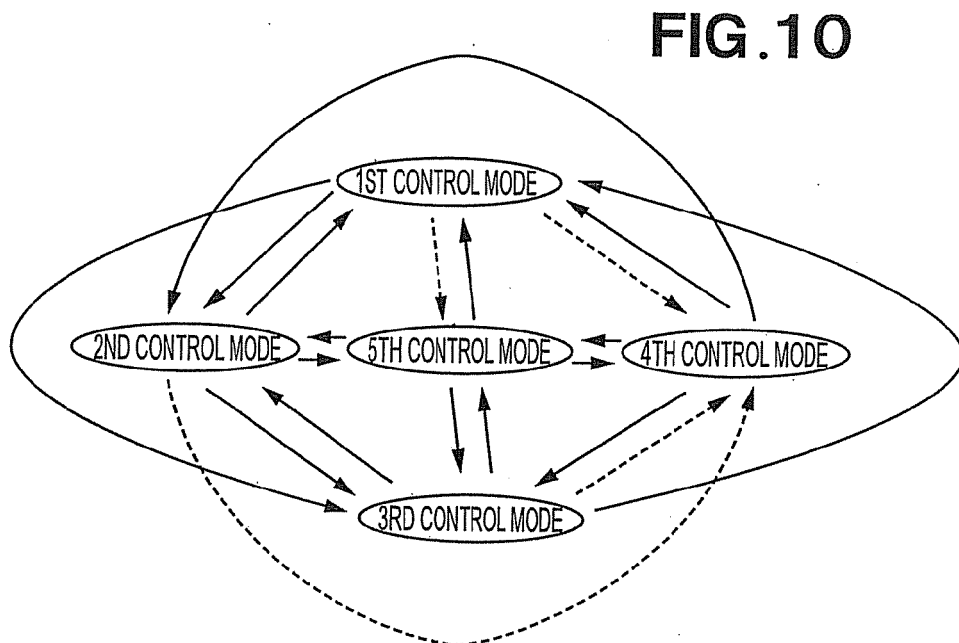 FIG.10
1ST CONTROL MODE
2ND CONTROL MODE
5TH CONTROL MODE
4TH CONTROL MODE
3RD CONTROL MODE